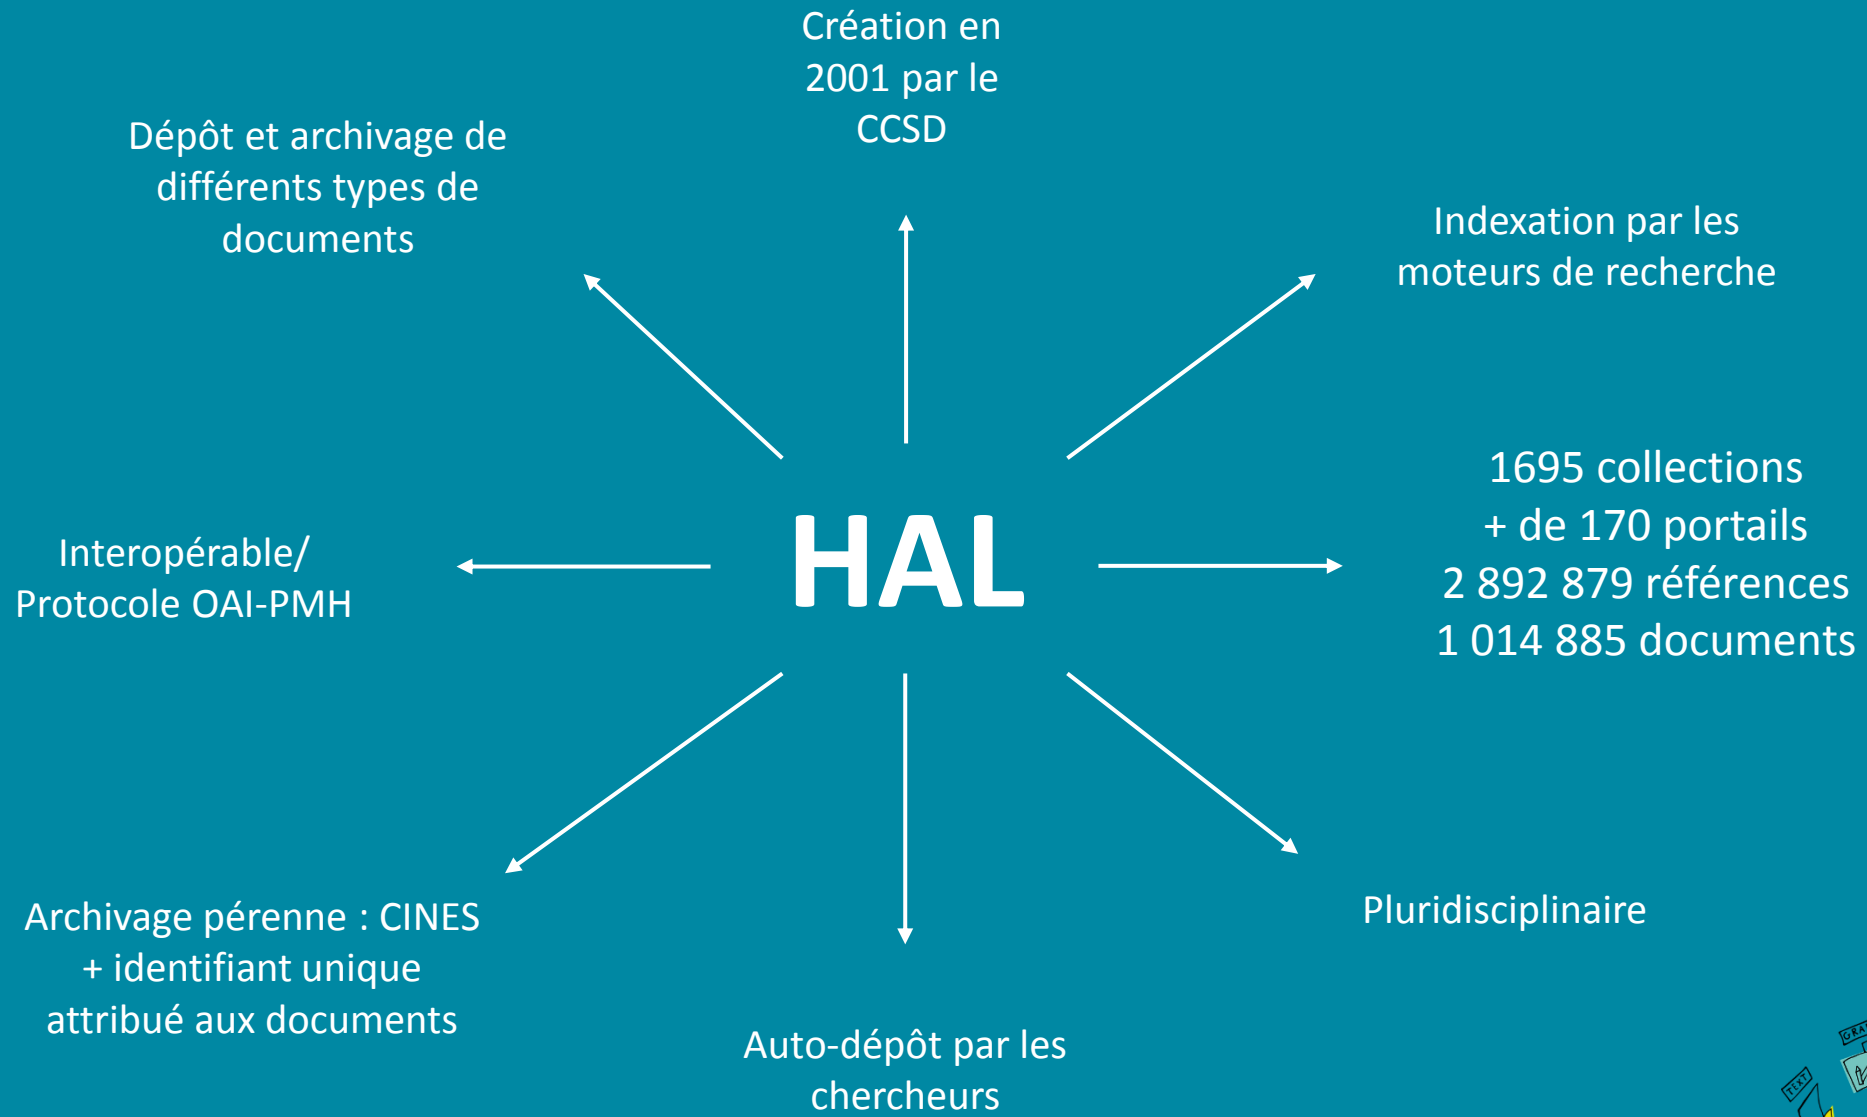 Création en
2001 par le
CCSD
Dépôt et archivage de
différents types de
documents
Indexation par les
moteurs de recherche
1695 collections
+ de 170 portails
2 892 879 références
1 014 885 documents
HAL
Interopérable/
Protocole OAI-PMH
Archivage pérenne : CINES
+ identifiant unique
attribué aux documents
Pluridisciplinaire
Auto-dépôt par les
chercheurs
TEXT